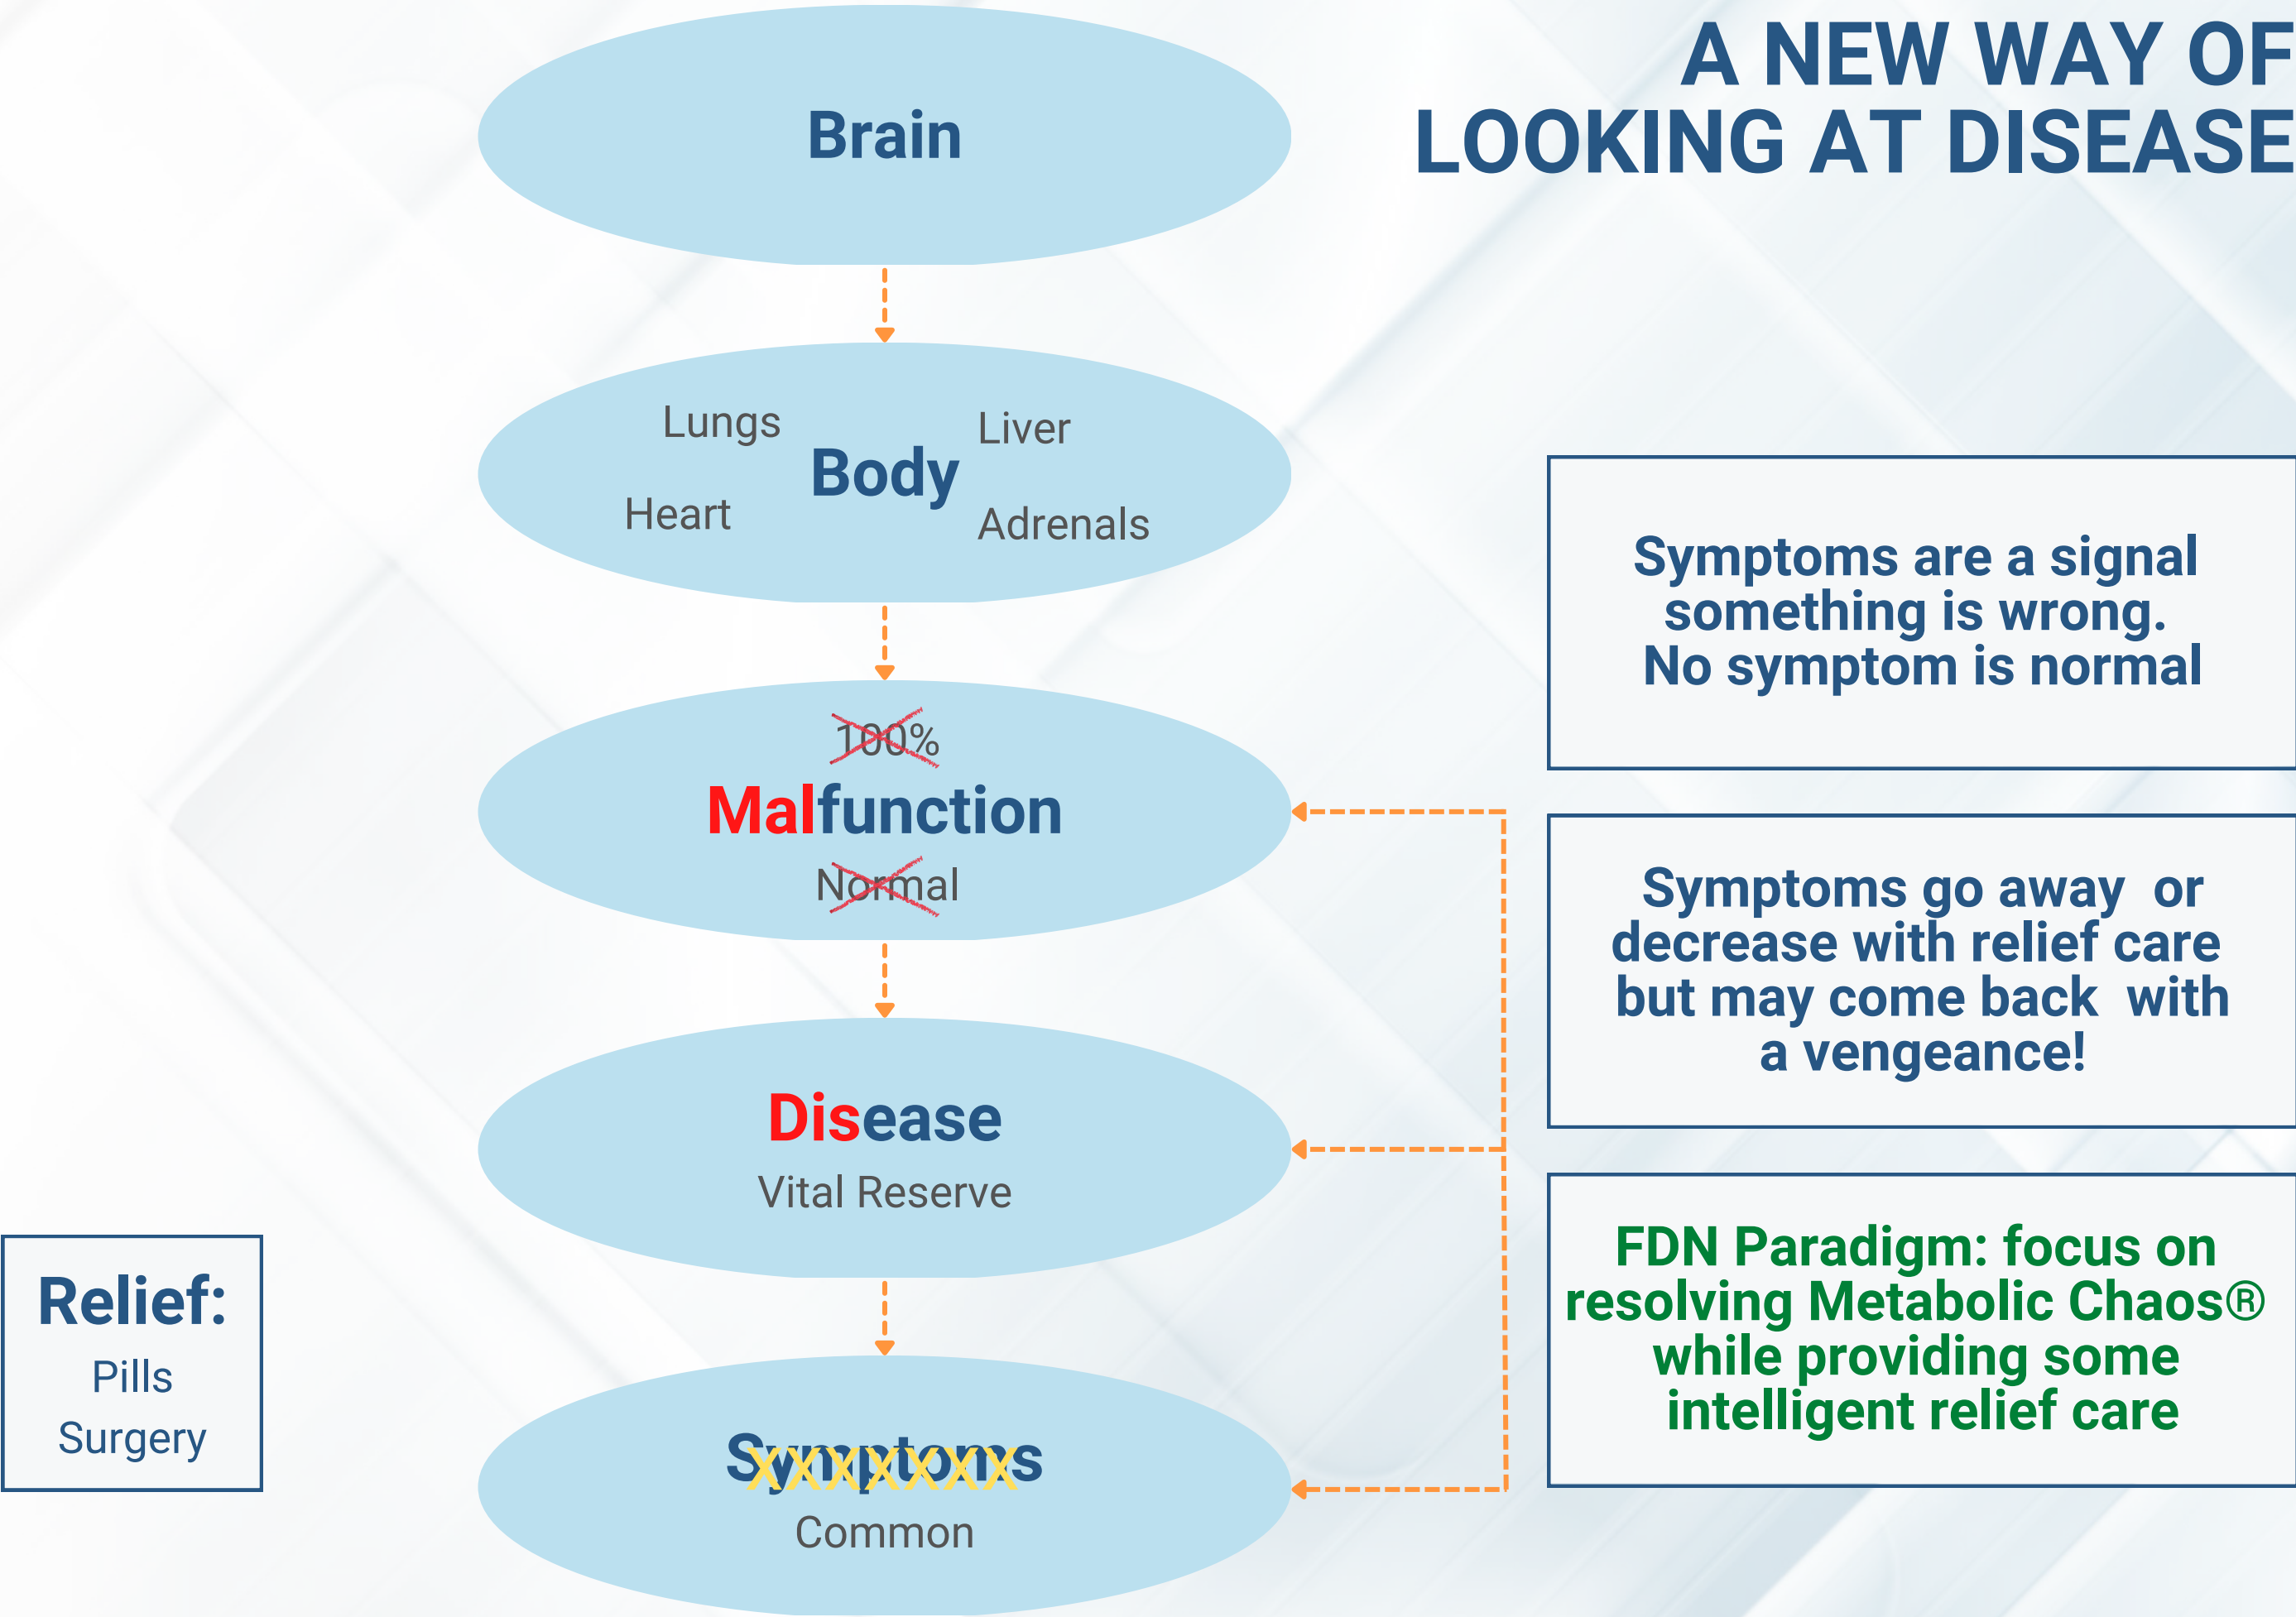 A NEW WAY OF
LOOKING AT DISEASE
Brain
Lungs
Liver
Body
Heart
Adrenals
100%
Malfunction
Normal
Disease
Vital Reserve
Symptoms
XXXXXXX
Common
Relief:
Pills
Surgery
Symptoms are a signal
something is wrong.
No symptom is normal
Symptoms go away  or
decrease with relief care
but may come back  with
a vengeance!
FDN Paradigm: focus on
resolving Metabolic Chaos®
while providing some
intelligent relief care